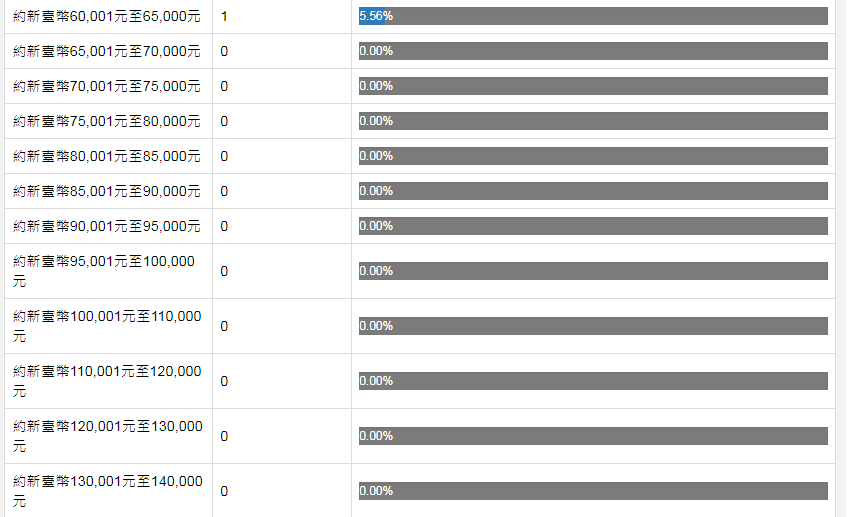 約新臺幣60,001元至65,000元 1 5.56%
約新臺幣65,001元至70,000元 0 0.00%
約新臺幣70,001元至75,000元 0 0.00%
約新臺幣75,001元至80,000元 0 0.00%
約新臺幣80,001元至85,000元 0 0.00%
約新臺幣85,001元至90,000元 0 0.00%
約新臺幣90,001元至95,000元 0 0.00%
約新臺幣95,001元至100,000
元 0 0.00%
約新臺幣100,001元至110,000
元 0 0.00%
約新臺幣110,001元至120,000
元 0 0.00%
約新臺幣120,001元至130,000
元 0 0.00%
約新臺幣130,001元至140,000
元 0 0.00%